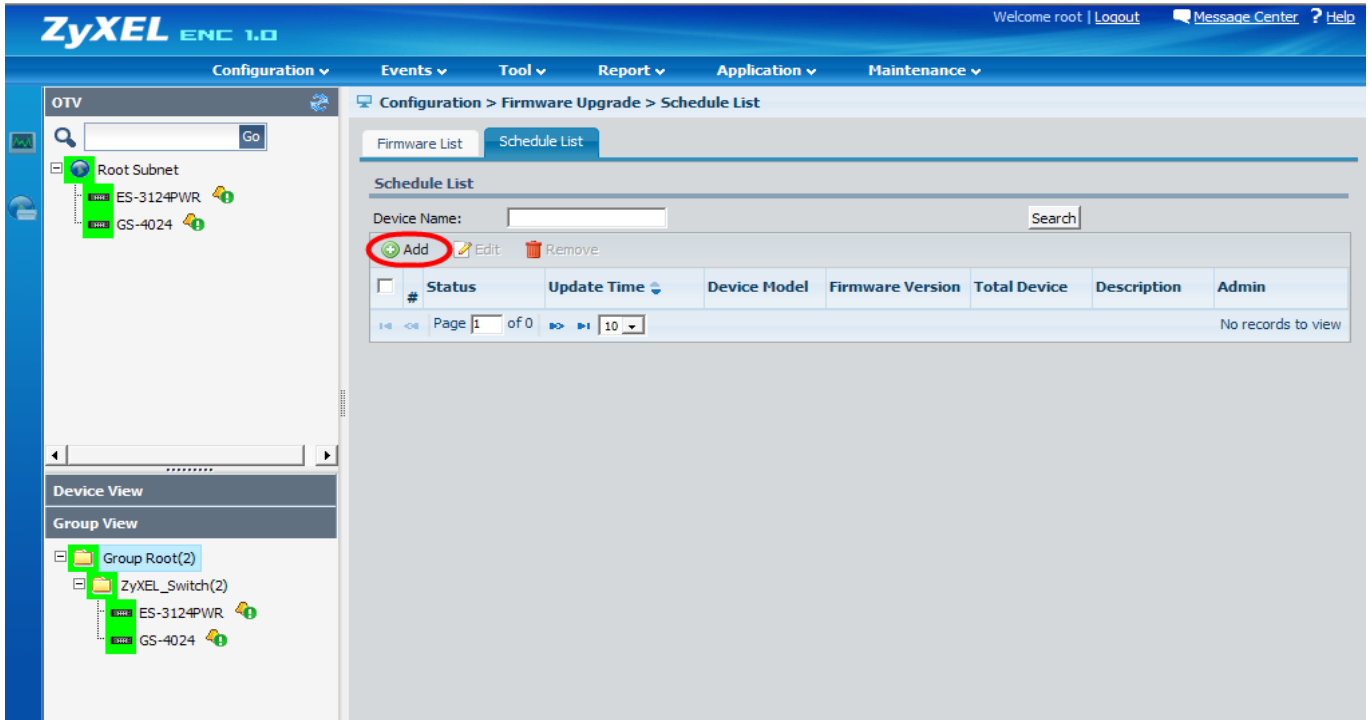 Welcome root | Logout Message Center ? Help
ZyXEL ENC 1.0
Configuration Events Tool Report Application Maintenance
OTV
Go
Root Subnet
ES-3124PWR
GS-4024
Configuration > Firmware Upgrade > Schedule List
Firmware List Schedule List
Schedule List
Device Name: Search
Add Edit Remove
# Status Update Time Device Model Firmware Version Total Device Description Admin
Page 1 of 0 10 No records to view
Device View
Group View
Group Root(2)
ZyXEL_Switch(2)
ES-3124PWR
GS-4024